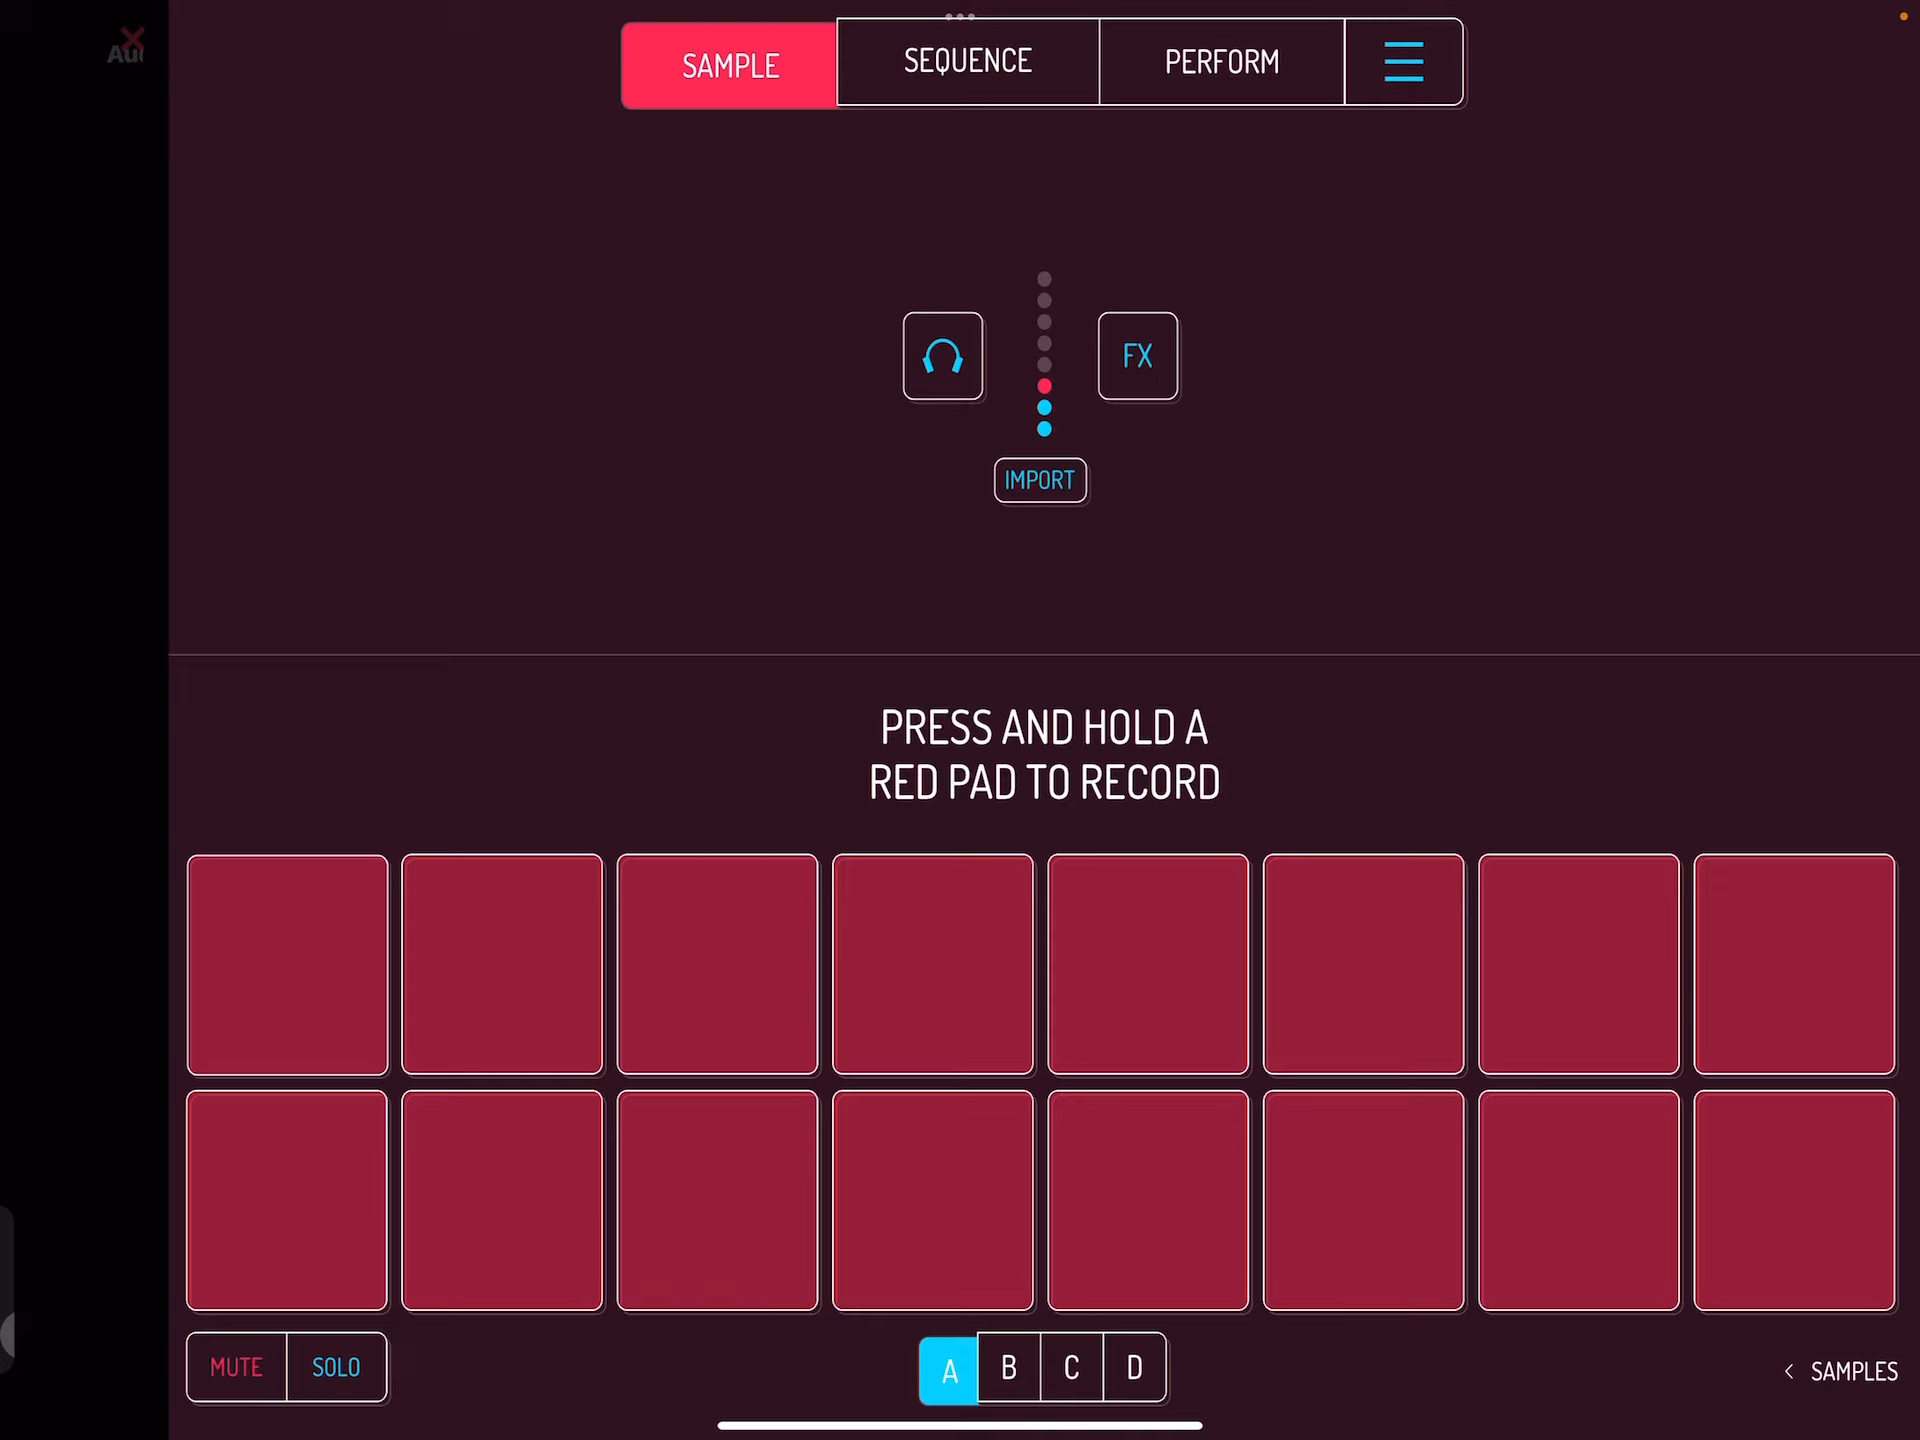 SAMPLE
SEQUENCE
PERFORM
FX
IMPORT
PRESS AND HOLD A
RED PAD TO RECORD
MUTE
SOLO
A
B
C
D
SAMPLES